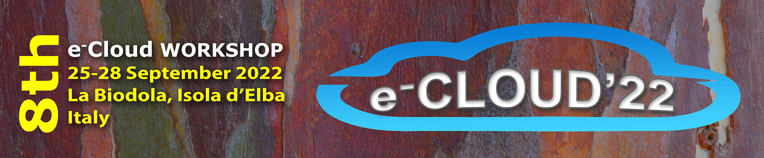 8th
e⁻Cloud WORKSHOP
25-28 September 2022
La Biodola, Isola d'Elba
Italy
e⁻CLOUD'22